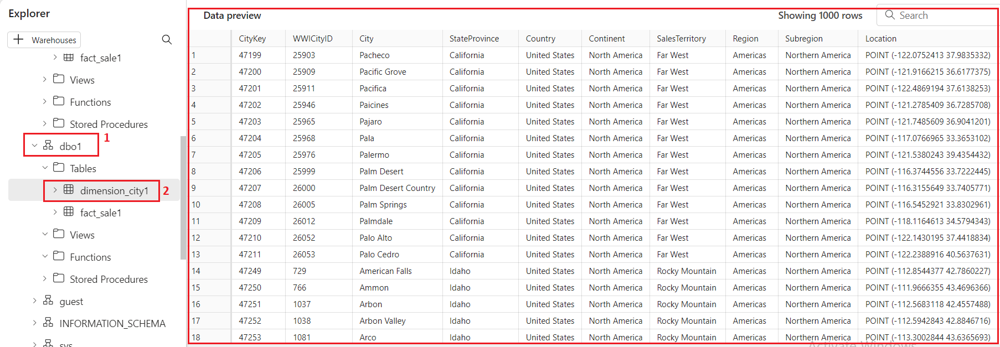 Explorer
Warehouses
fact_sale1
Views
Functions
Stored Procedures
dbo1
1
Tables
dimension_city1
2
fact_sale1
Views
Functions
Stored Procedures
guest
INFORMATION_SCHEMA
sys
Data preview Showing 1000 rows Search
CityKey WWICityID City StateProvince Country Continent SalesTerritory Region Subregion Location
1 47199 25903 Pacheco California United States North America Far West Americas Northern America POINT (-122.0752413 37.9835332)
2 47200 25909 Pacific Grove California United States North America Far West Americas Northern America POINT (-121.9166215 36.6177375)
3 47201 25911 Pacifica California United States North America Far West Americas Northern America POINT (-122.4869194 37.6138253)
4 47202 25946 Paicines California United States North America Far West Americas Northern America POINT (-121.2785409 36.7285708)
5 47203 25965 Pajaro California United States North America Far West Americas Northern America POINT (-121.7485609 36.9041201)
6 47204 25968 Pala California United States North America Far West Americas Northern America POINT (-117.0766965 33.3653102)
7 47205 25976 Palermo California United States North America Far West Americas Northern America POINT (-121.5380243 39.4354432)
8 47206 25999 Palm Desert California United States North America Far West Americas Northern America POINT (-116.3744556 33.7222445)
9 47207 26000 Palm Desert Country California United States North America Far West Americas Northern America POINT (-116.3155649 33.7405771)
10 47208 26005 Palm Springs California United States North America Far West Americas Northern America POINT (-116.5452921 33.8302961)
11 47209 26012 Palmdale California United States North America Far West Americas Northern America POINT (-118.1164613 34.5794343)
12 47210 26052 Palo Alto California United States North America Far West Americas Northern America POINT (-122.1430195 37.4418834)
13 47211 26053 Palo Cedro California United States North America Far West Americas Northern America POINT (-122.2388916 40.5637631)
14 47249 729 American Falls Idaho United States North America Rocky Mountain Americas Northern America POINT (-112.8544377 42.7860227)
15 47250 766 Ammon Idaho United States North America Rocky Mountain Americas Northern America POINT (-111.9666355 43.4696366)
16 47251 1037 Arbon Idaho United States North America Rocky Mountain Americas Northern America POINT (-112.5683118 42.4557488)
17 47252 1038 Arbon Valley Idaho United States North America Rocky Mountain Americas Northern America POINT (-112.5942843 42.8846716)
18 47253 1081 Arco Idaho United States North America Rocky Mountain Americas Northern America POINT (-113.3002844 43.6365693)
Activate Windows